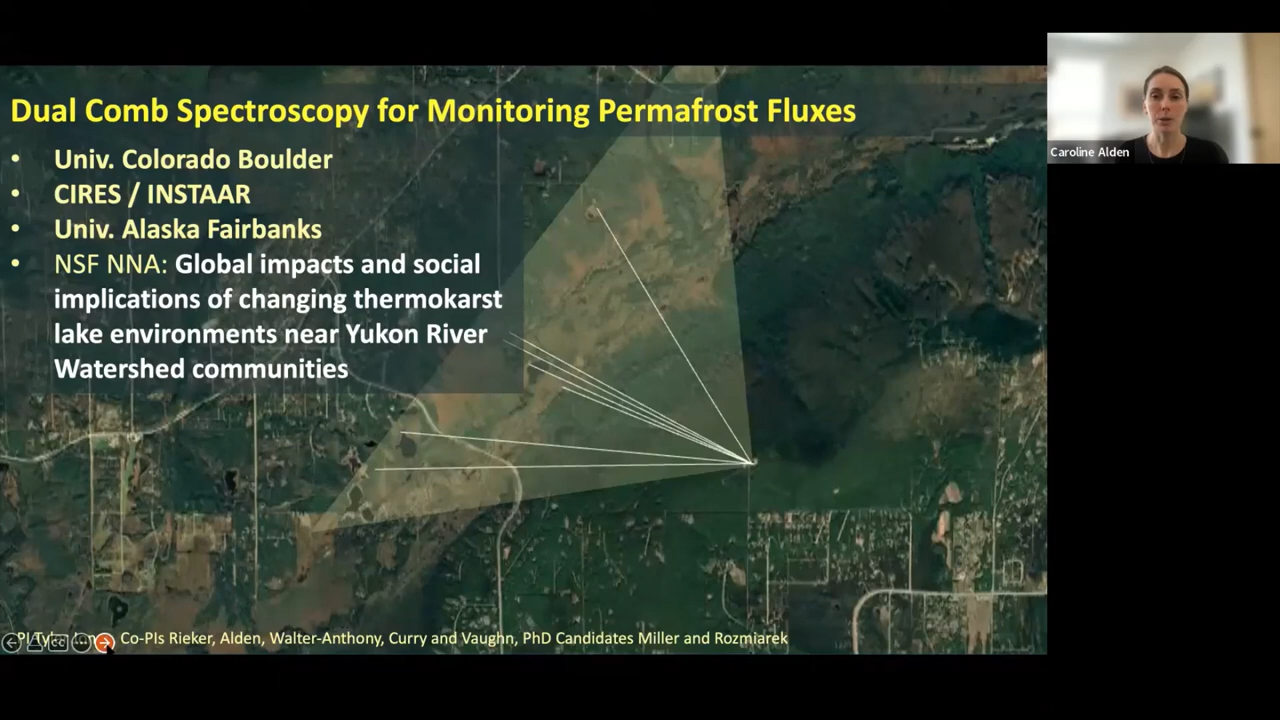 Dual Comb Spectroscopy for Monitoring Permafrost Fluxes
• Univ. Colorado Boulder
• CIRES / INSTAAR
• Univ. Alaska Fairbanks
• NSF NNA: Global impacts and social
implications of changing thermokarst
lake environments near Yukon River
Watershed communities
Co-PIs Rieker, Alden, Walter-Anthony, Curry and Vaughn, PhD Candidates Miller and Rozmiarek
Caroline Alden